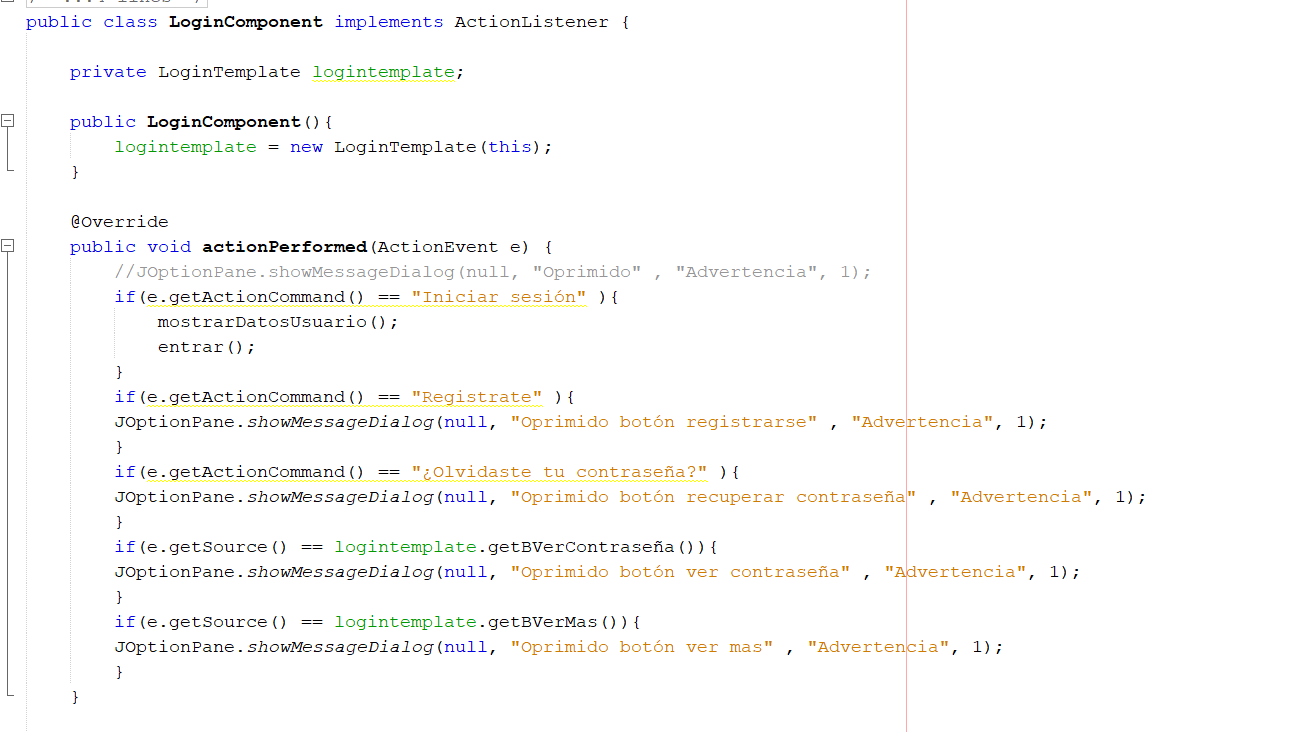 public class LoginComponent implements ActionListener {
private LoginTemplate logintemplate;
public LoginComponent(){
logintemplate = new LoginTemplate(this);
}
@Override
public void actionPerformed(ActionEvent e) {
//JOptionPane.showMessageDialog(null, "Oprimido" , "Advertencia", 1);
if(e.getActionCommand() == "Iniciar sesión" ){
mostrarDatosUsuario();
entrar();
}
if(e.getActionCommand() == "Registrate" ){
JOptionPane.showMessageDialog(null, "Oprimido botón registrarse" , "Advertencia", 1);
}
if(e.getActionCommand() == "¿Olvidaste tu contraseña?" ){
JOptionPane.showMessageDialog(null, "Oprimido botón recuperar contraseña" , "Advertencia", 1);
}
if(e.getSource() == logintemplate.getBVerContraseña()){
JOptionPane.showMessageDialog(null, "Oprimido botón ver contraseña" , "Advertencia", 1);
}
if(e.getSource() == logintemplate.getBVerMas()){
JOptionPane.showMessageDialog(null, "Oprimido botón ver mas" , "Advertencia", 1);
}
}